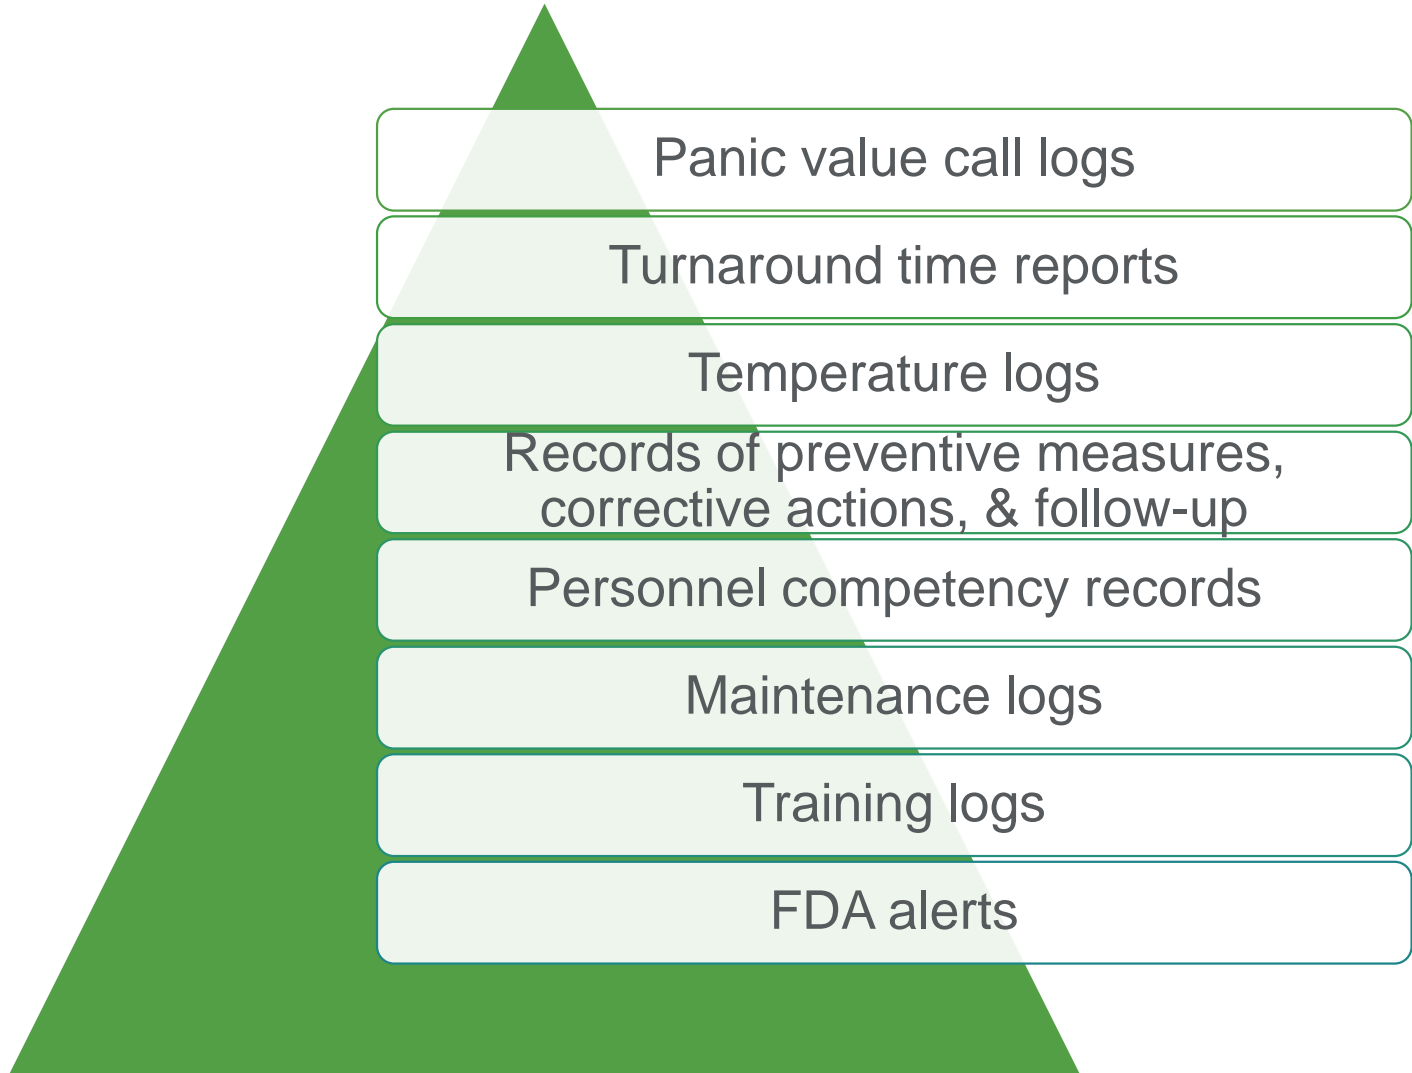 Panic value call logs
Turnaround time reports
Temperature logs
Records of preventive measures,
corrective actions, & follow-up
Personnel competency records
Maintenance logs
Training logs
FDA alerts